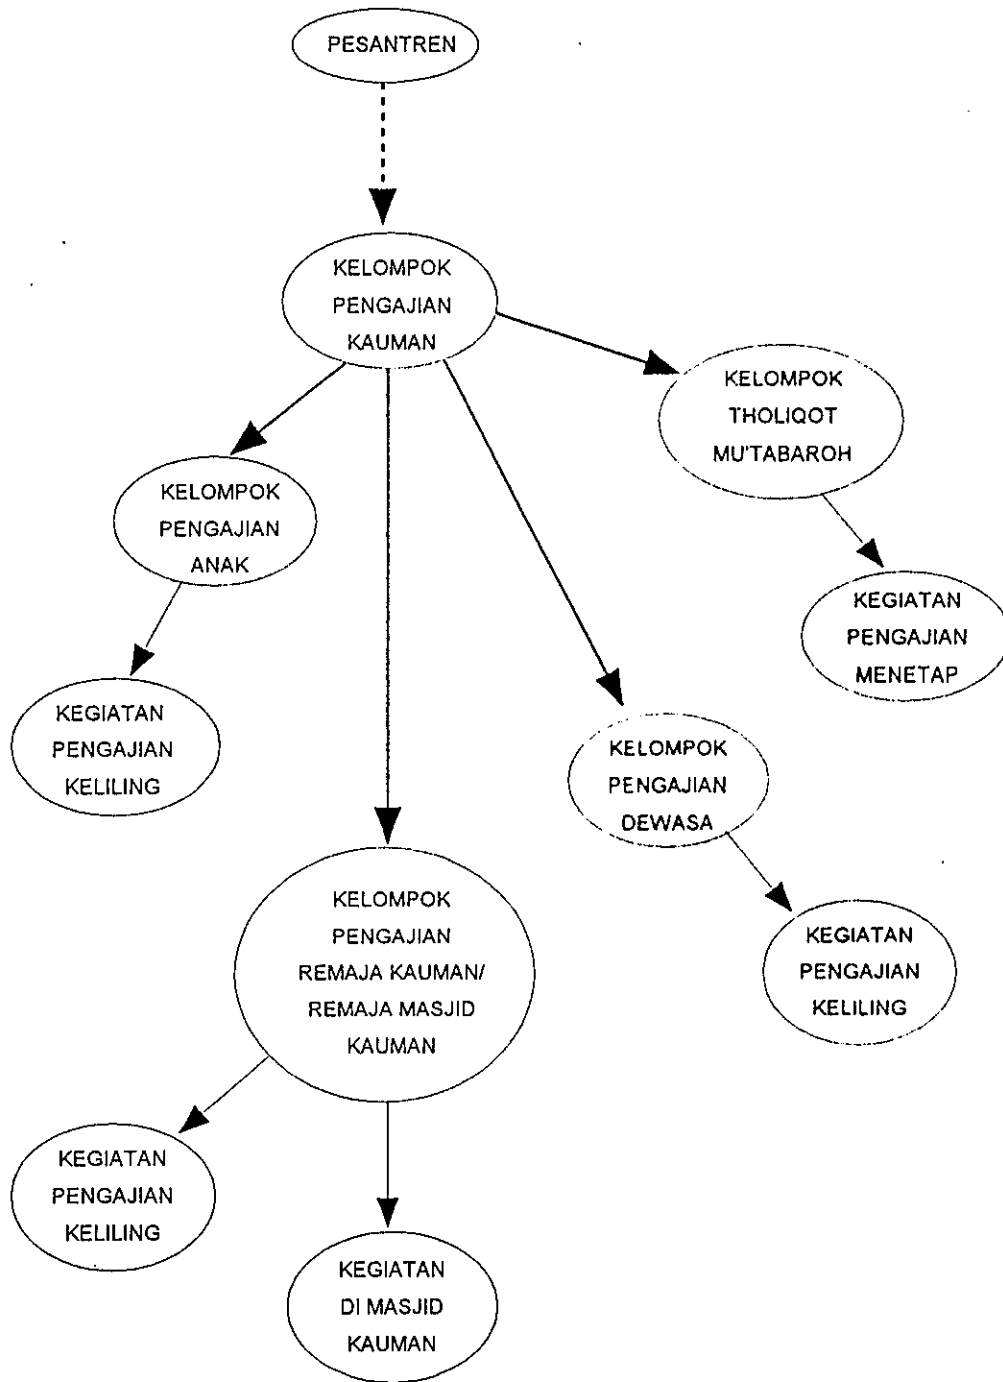 PESANTREN
KELOMPOK
PENGAJIAN
KAUMAN
KELOMPOK
THOLIQOT
MU'TABAROH
KELOMPOK
PENGAJIAN
ANAK
KEGIATAN
PENGAJIAN
MENETAP
KEGIATAN
PENGAJIAN
KELILING
KELOMPOK
PENGAJIAN
DEWASA
KELOMPOK
PENGAJIAN
REMAJA KAUMAN/
REMAJA MASJID
KAUMAN
KEGIATAN
PENGAJIAN
KELILING
KEGIATAN
PENGAJIAN
KELILING
KEGIATAN
DI MASJID
KAUMAN